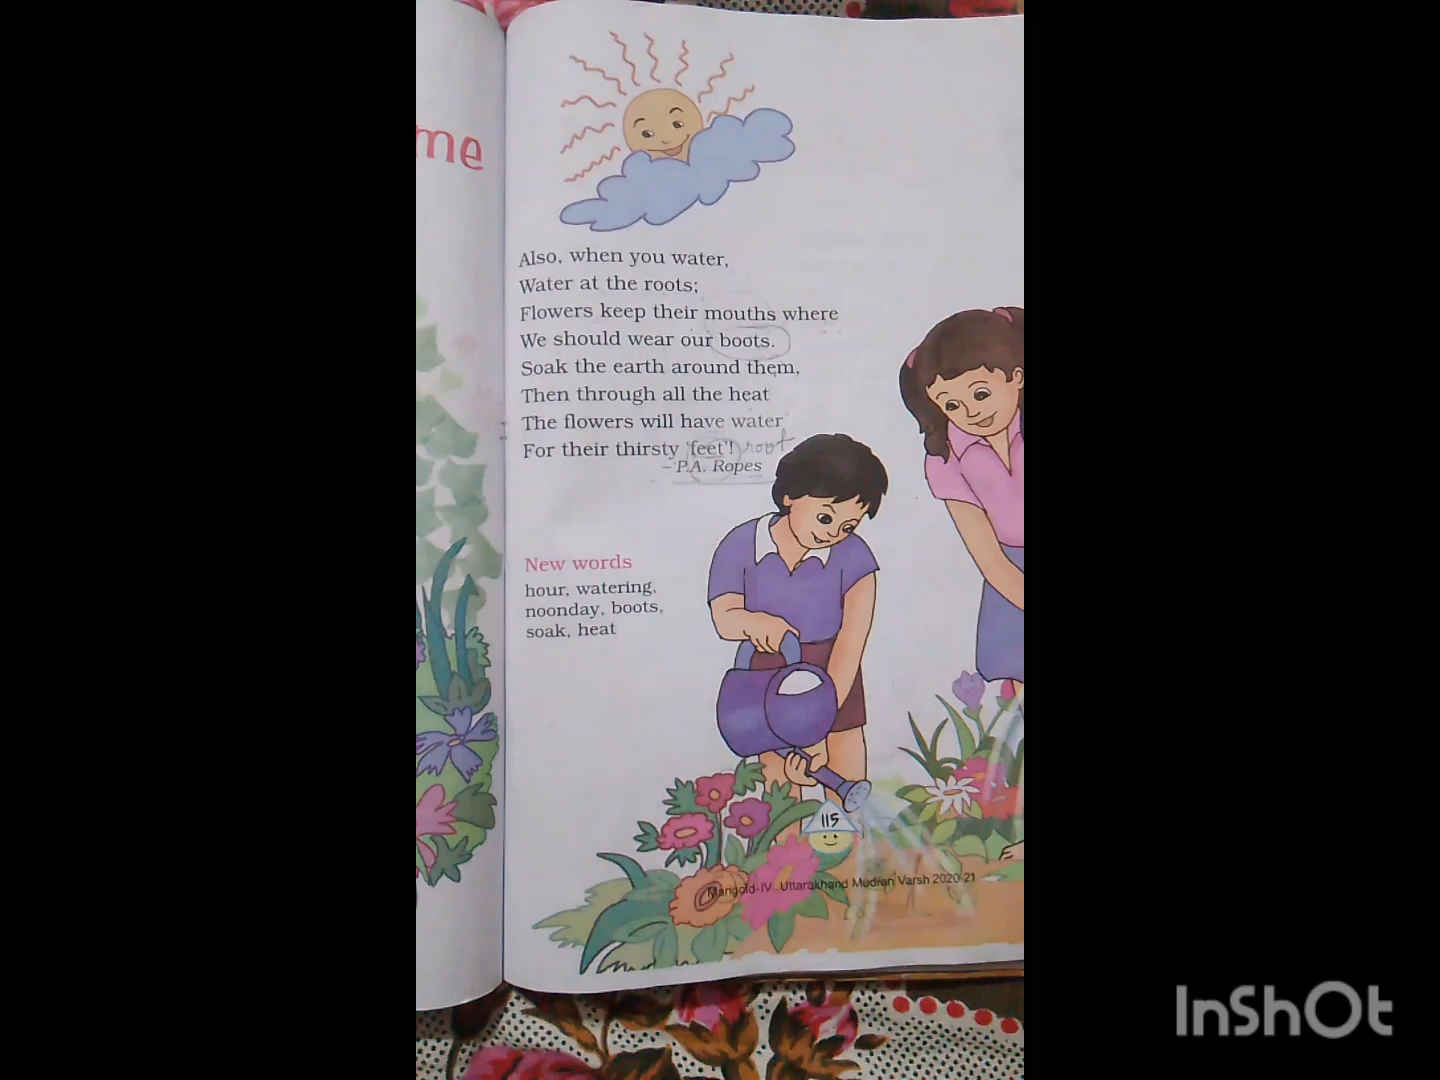 me
Also, when you water,
Water at the roots;
Flowers keep their mouths where
We should wear our boots.
Soak the earth around them,
Then through all the heat
The flowers will have water
For their thirsty 'feet'! root
– P.A. Ropes
New words
hour, watering,
noonday, boots,
soak, heat
115
Marigold-IV Uttarakhand Mudran Varsh 2020-21
InShOt